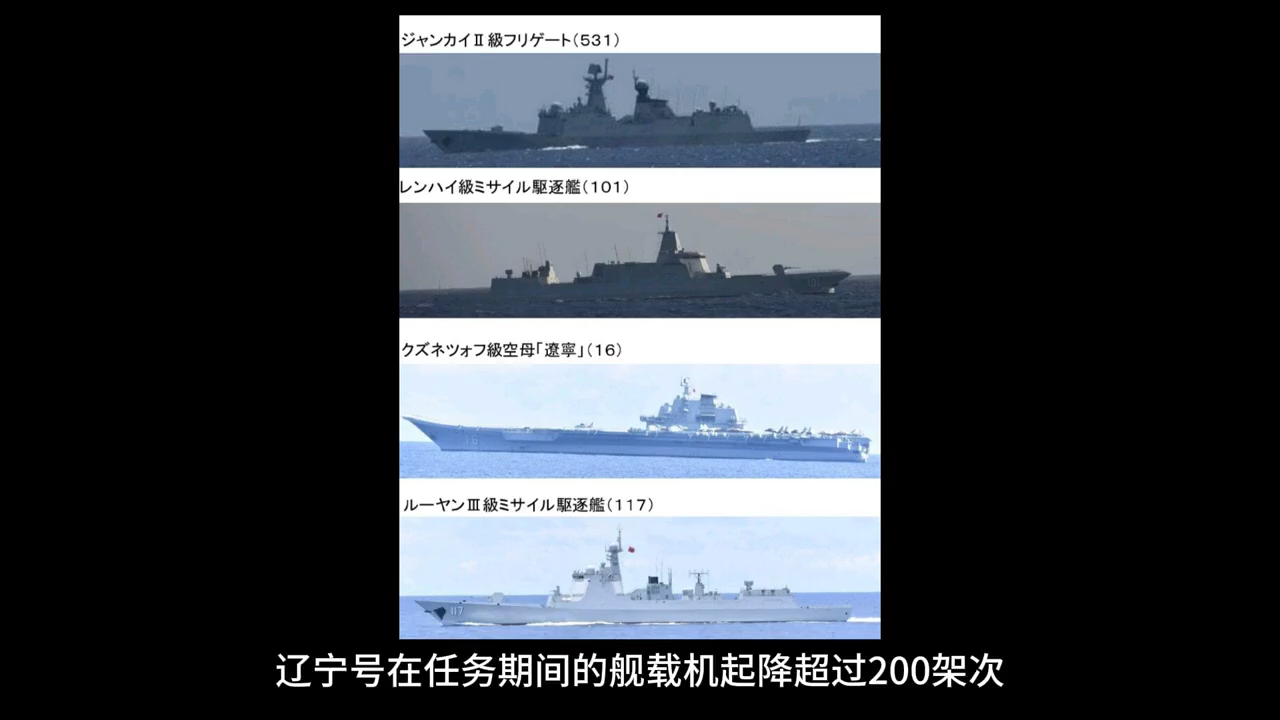 ジャンカイⅡ級フリゲート(531)
レンハイ級ミサイル駆逐艦(101)
101
クズネツォフ級空母「遼寧」(16)
16
ルーヤンⅢ級ミサイル駆逐艦(117)
117
辽宁号在任务期间的舰载机起降超过200架次